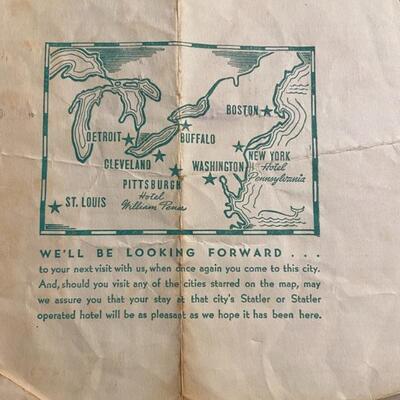 BOSTON
DETROIT
BUFFALO
CLEVELAND
NEW YORK
Hotel
Pennsylvania
WASHINGTON
PITTSBURGH
Hotel
William Penn
ST. LOUIS
WE'LL BE LOOKING FORWARD . . .
to your next visit with us, when once again you come to this city.
And, should you visit any of the cities starred on the map, may
we assure you that your stay at that city's Statler or Statler
operated hotel will be as pleasant as we hope it has been here.